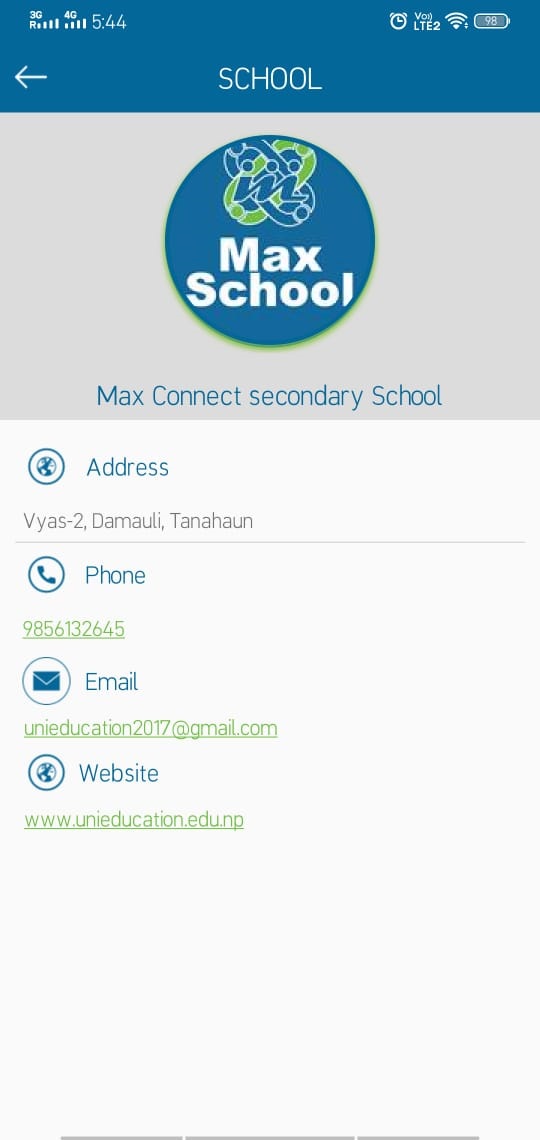 3G 4G 5:44 Vo) 98
R LTE2
SCHOOL
m
Max
School
Max Connect secondary School
Address
Vyas-2, Damauli, Tanahaun
Phone
9856132645
Email
unieducation2017@gmail.com
Website
www.unieducation.edu.np